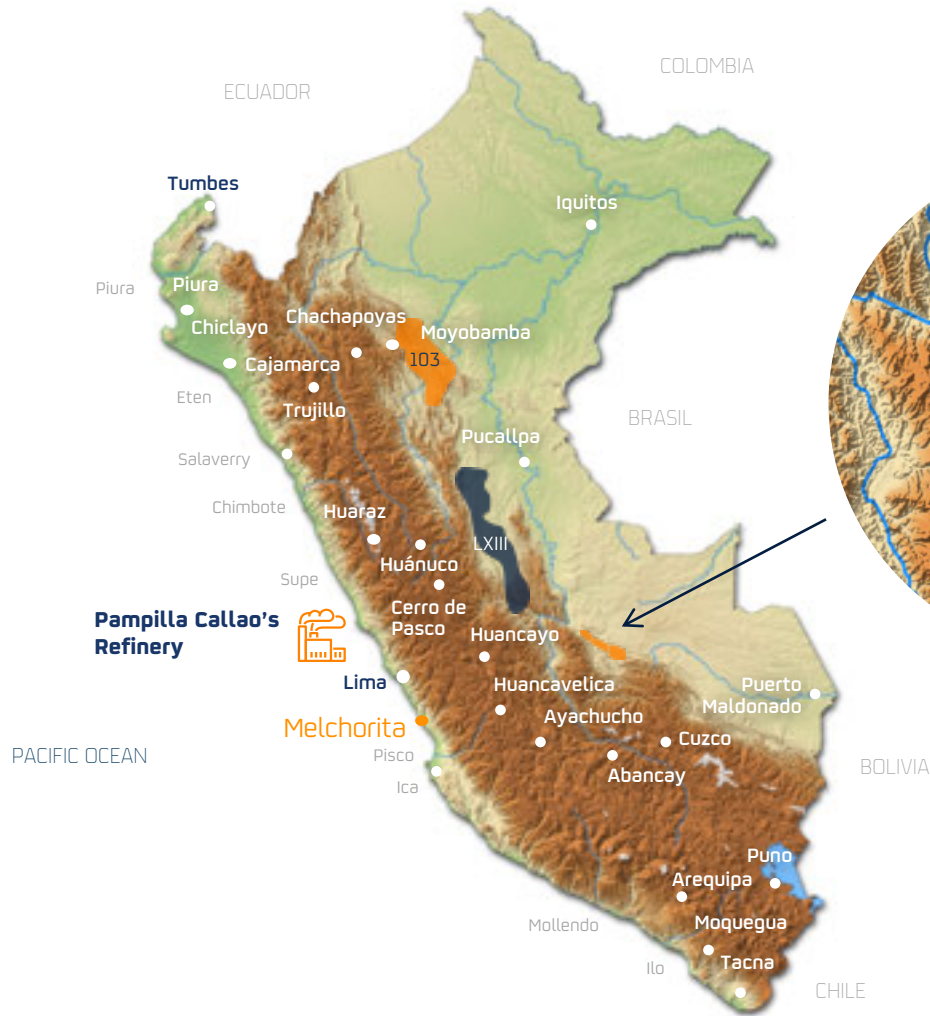 COLOMBIA
ECUADOR
Tumbes
Iquitos
Piura
Piura
Chachapoyas
Chiclayo
Moyobamba
103
Cajamarca
Eten
Trujillo
BRASIL
Pucallpa
Salaverry
Chimbote
Huaraz
LXIII
Huánuco
Supe
Cerro de
Pasco
Pampilla Callao's
Refinery
Huancayo
Lima
Huancavelica
Puerto
Maldonado
Melchorita
Ayachucho
Cuzco
PACIFIC OCEAN
Pisco
Abancay
BOLIVIA
Ica
Puno
Arequipa
Mollendo
Moquegua
Ilo
Tacna
CHILE